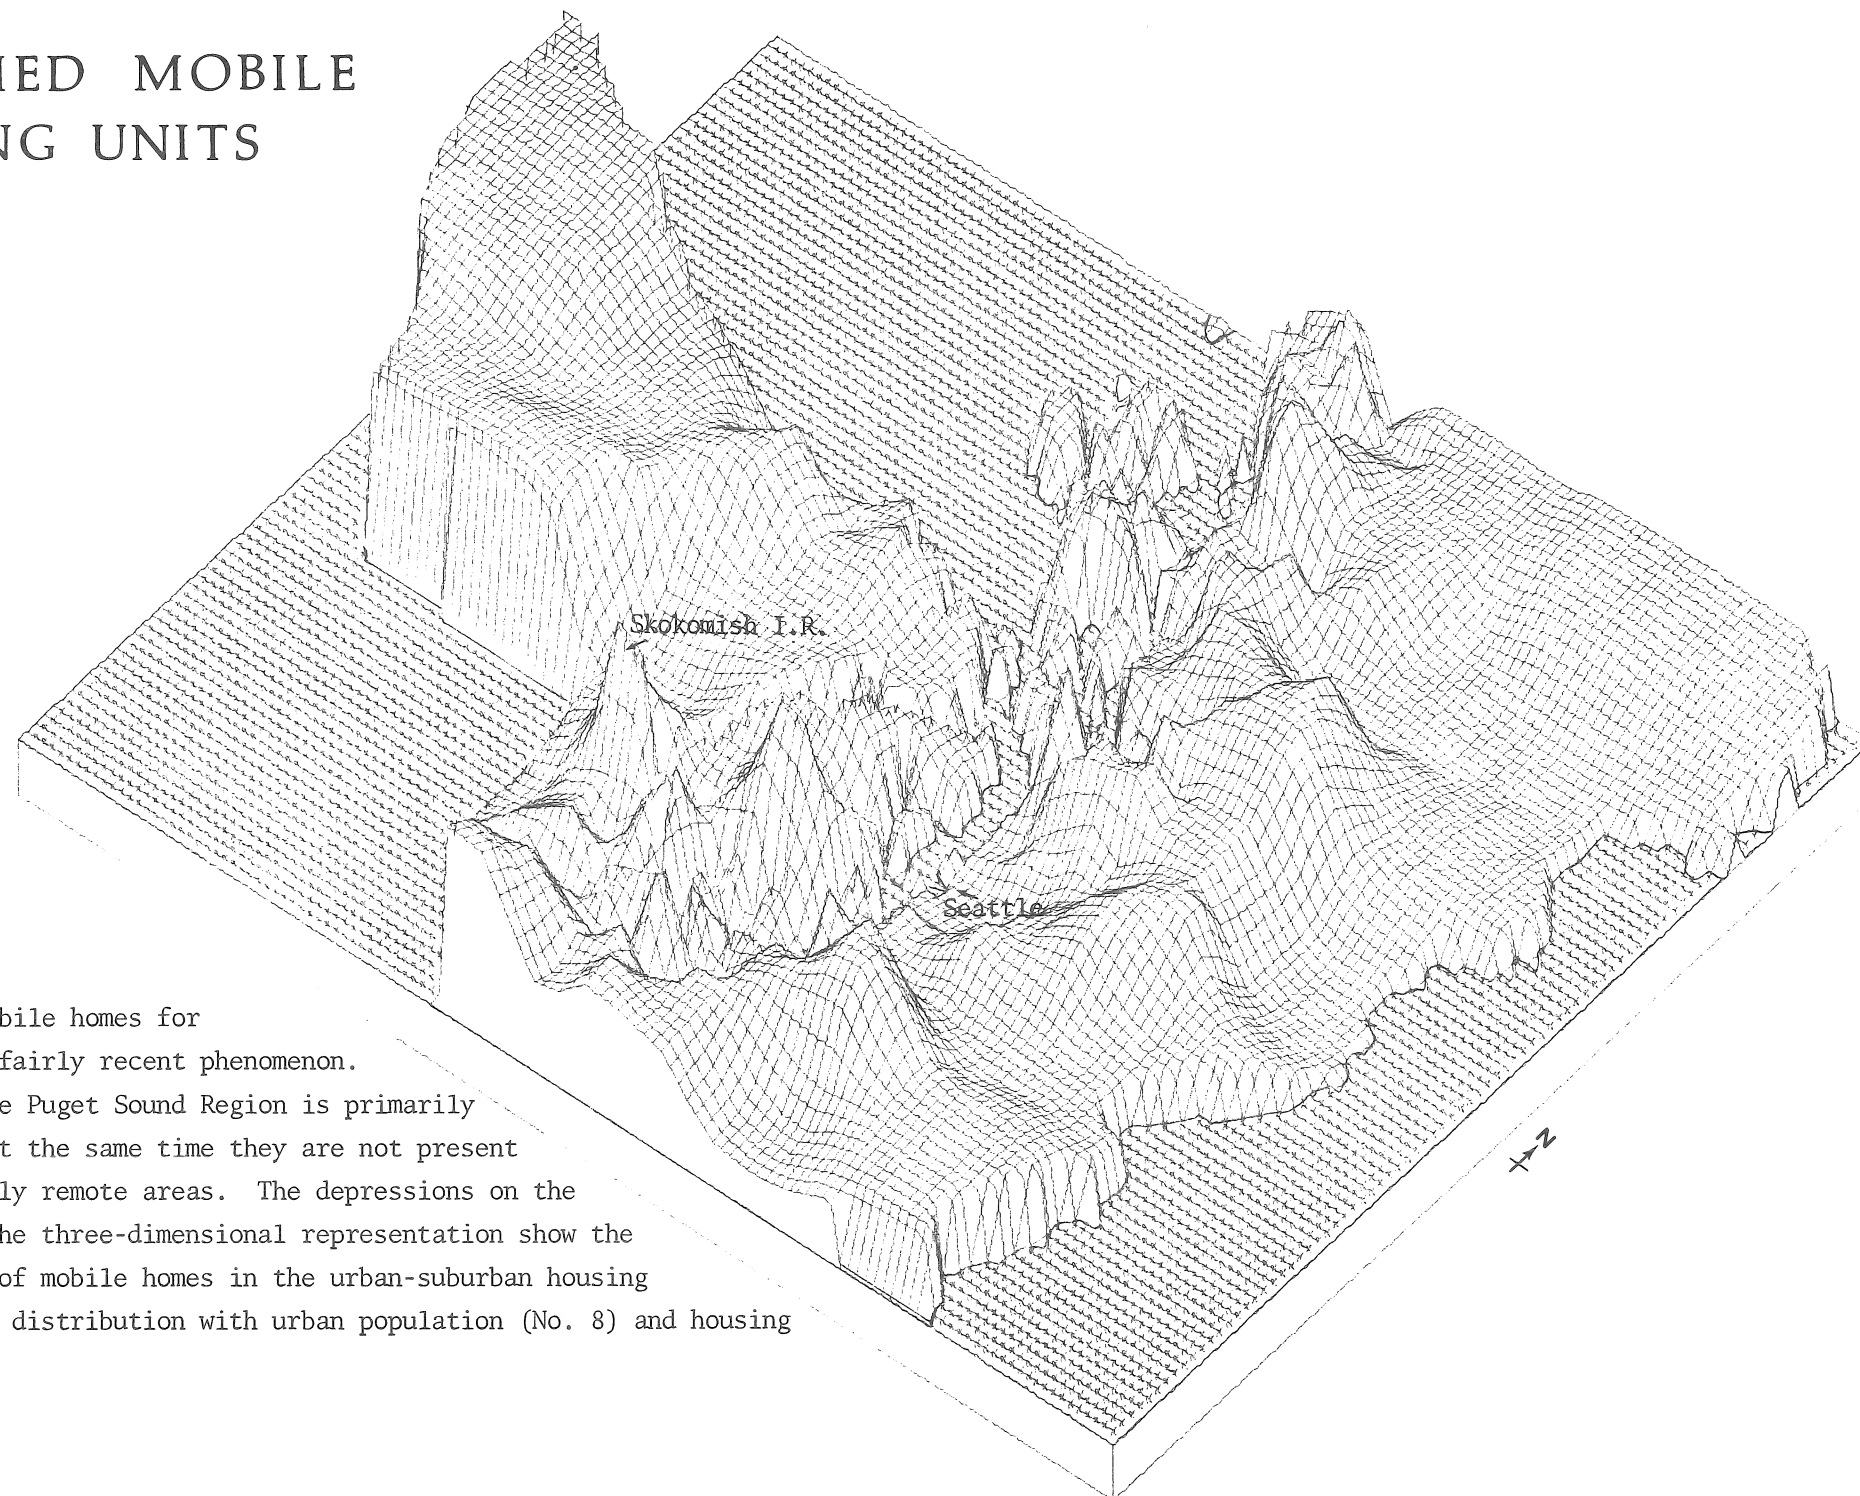 IED MOBILE
NG UNITS
Skokomish I.R.
Seattle
N
bile homes for
fairly recent phenomenon.
e Puget Sound Region is primarily
t the same time they are not present
ly remote areas. The depressions on the
he three-dimensional representation show the
of mobile homes in the urban-suburban housing
distribution with urban population (No. 8) and housing